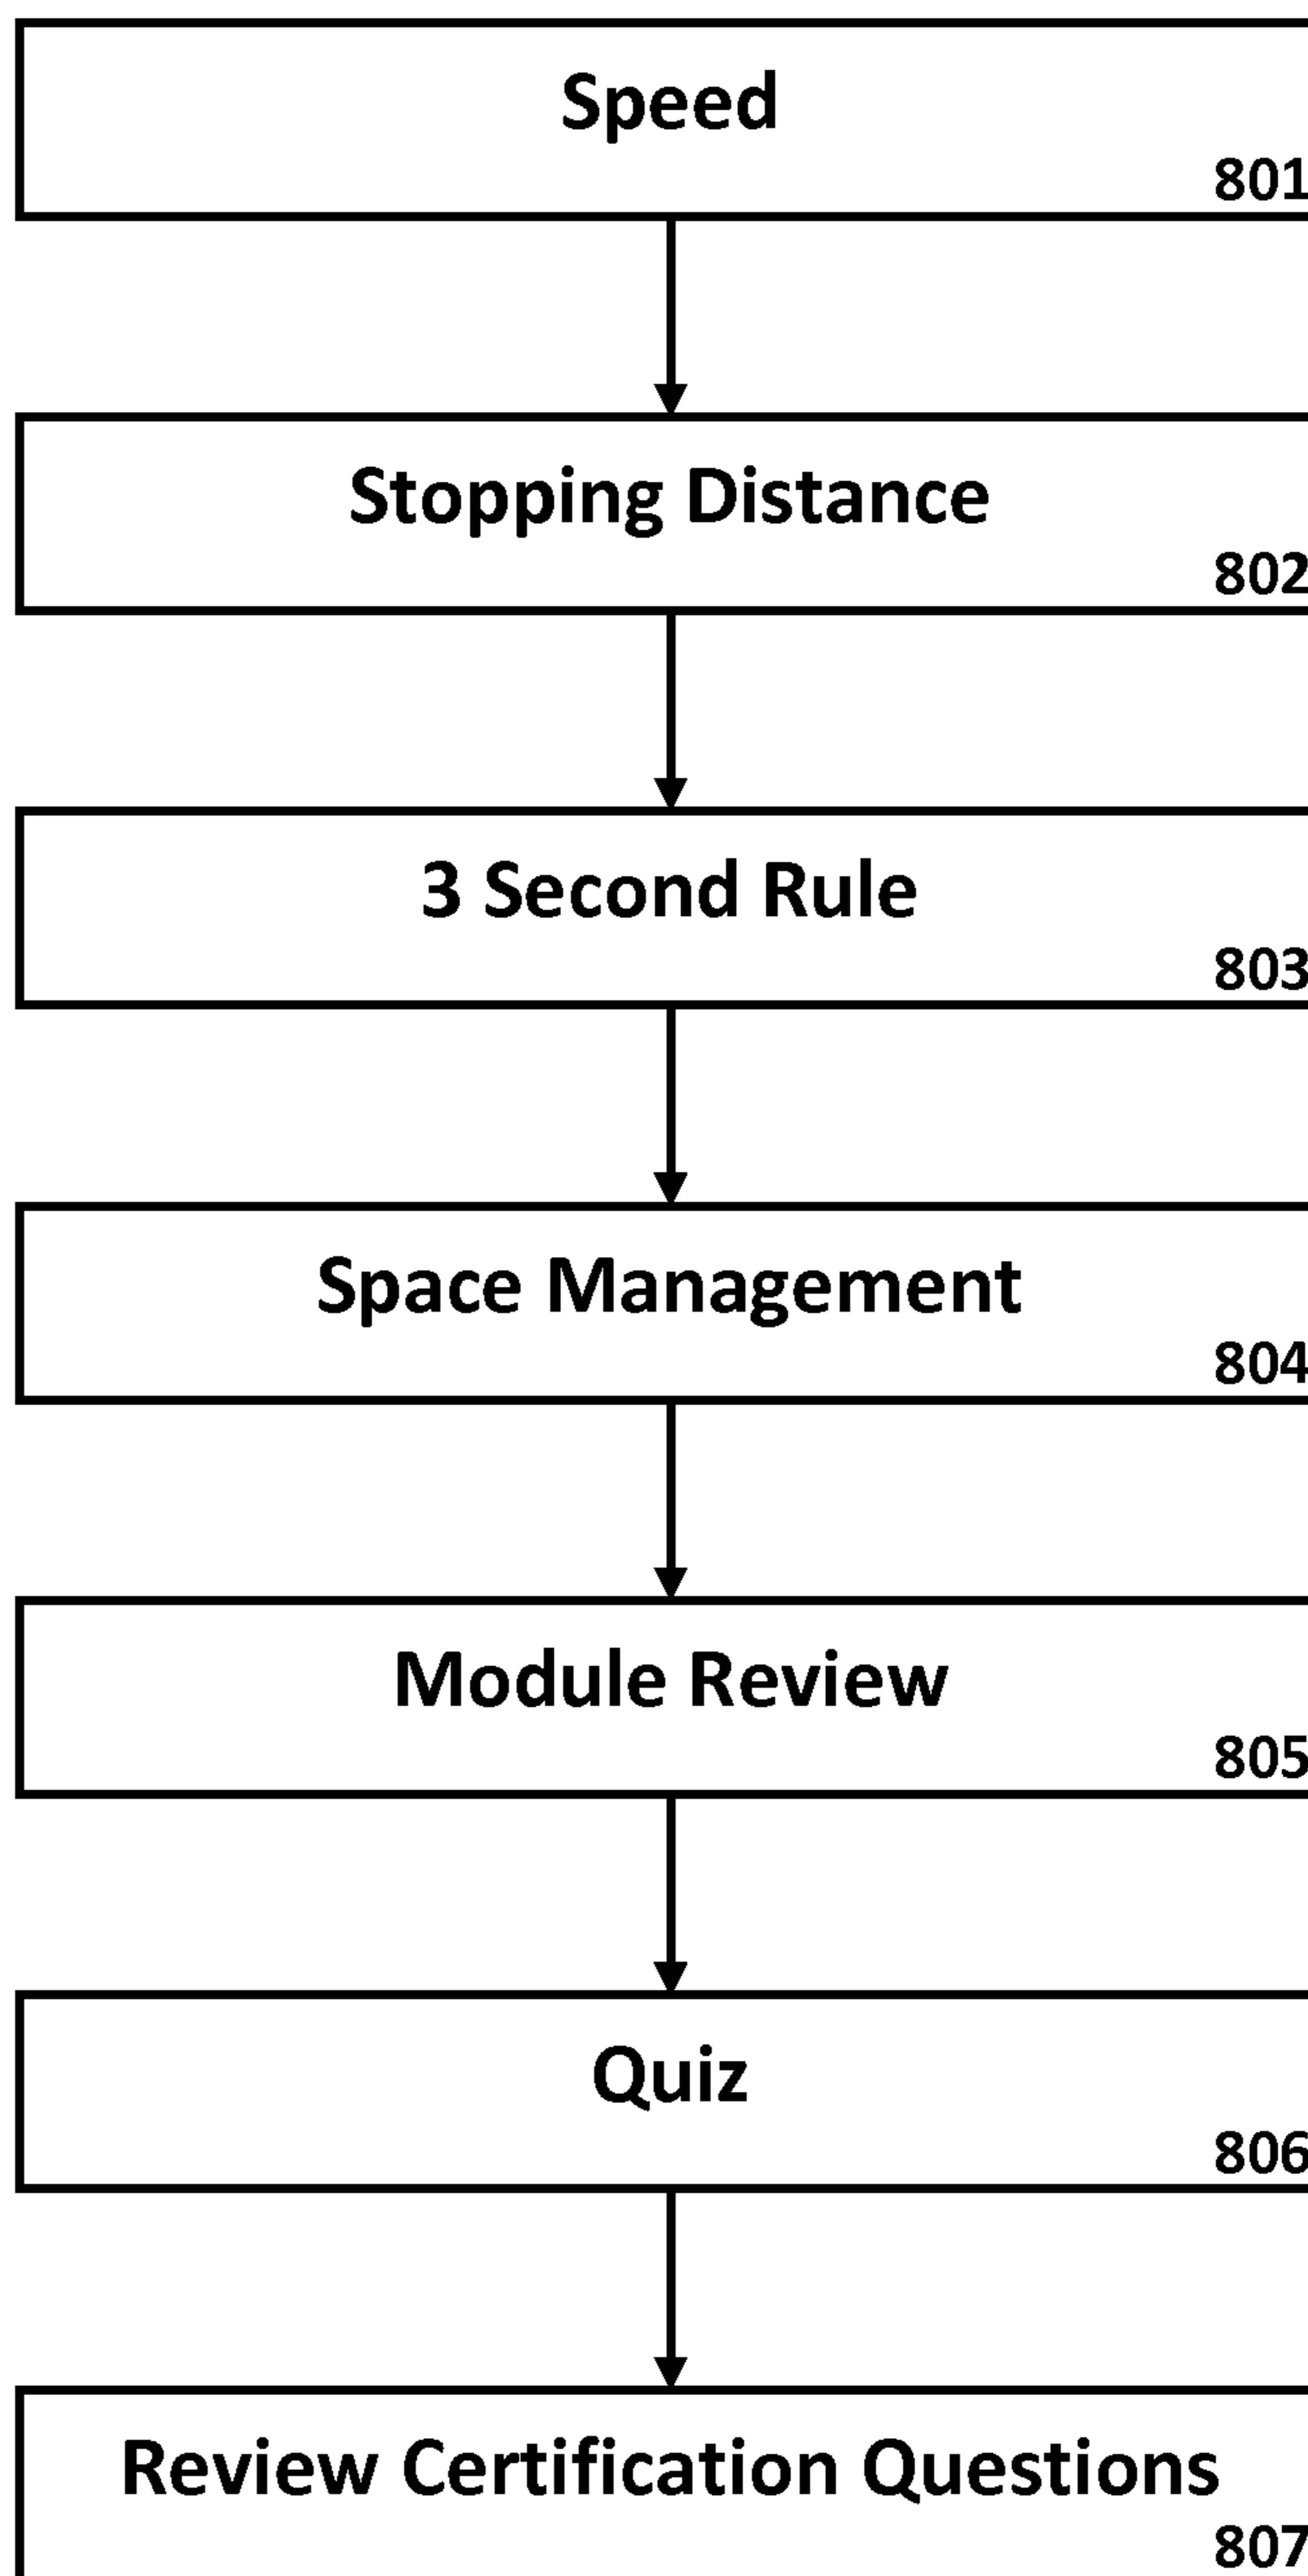 Speed
801
Stopping Distance
802
3 Second Rule
803
Space Management
804
Module Review
805
Quiz
806
Review Certification Questions
807